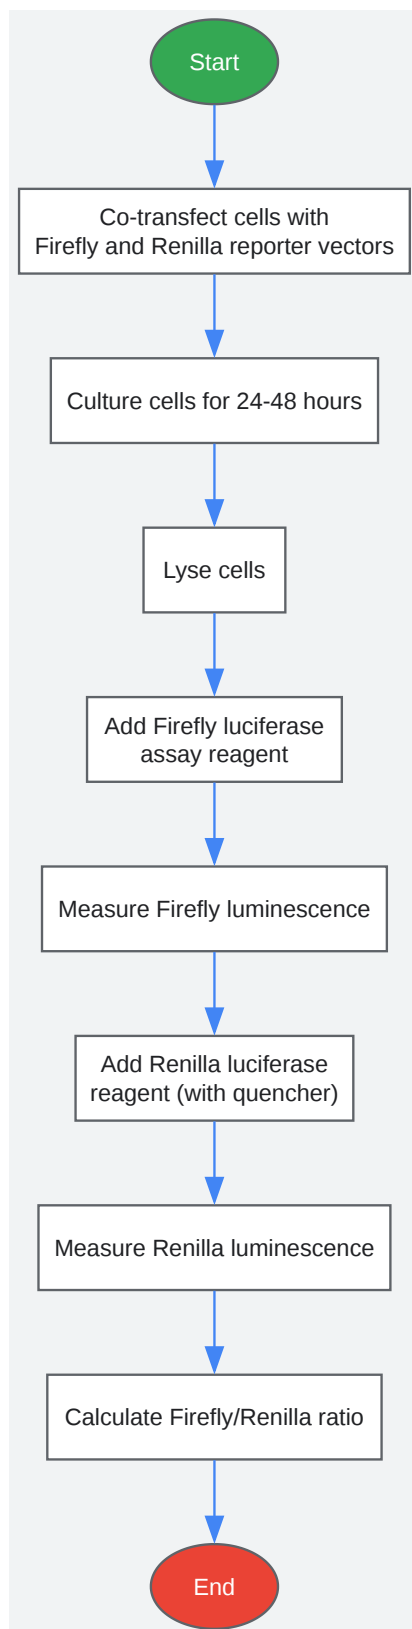 Start
Co-transfect cells with
Firefly and Renilla reporter vectors
Culture cells for 24-48 hours
Lyse cells
Add Firefly luciferase
assay reagent
Measure Firefly luminescence
Add Renilla luciferase
reagent (with quencher)
Measure Renilla luminescence
Calculate Firefly/Renilla ratio
End